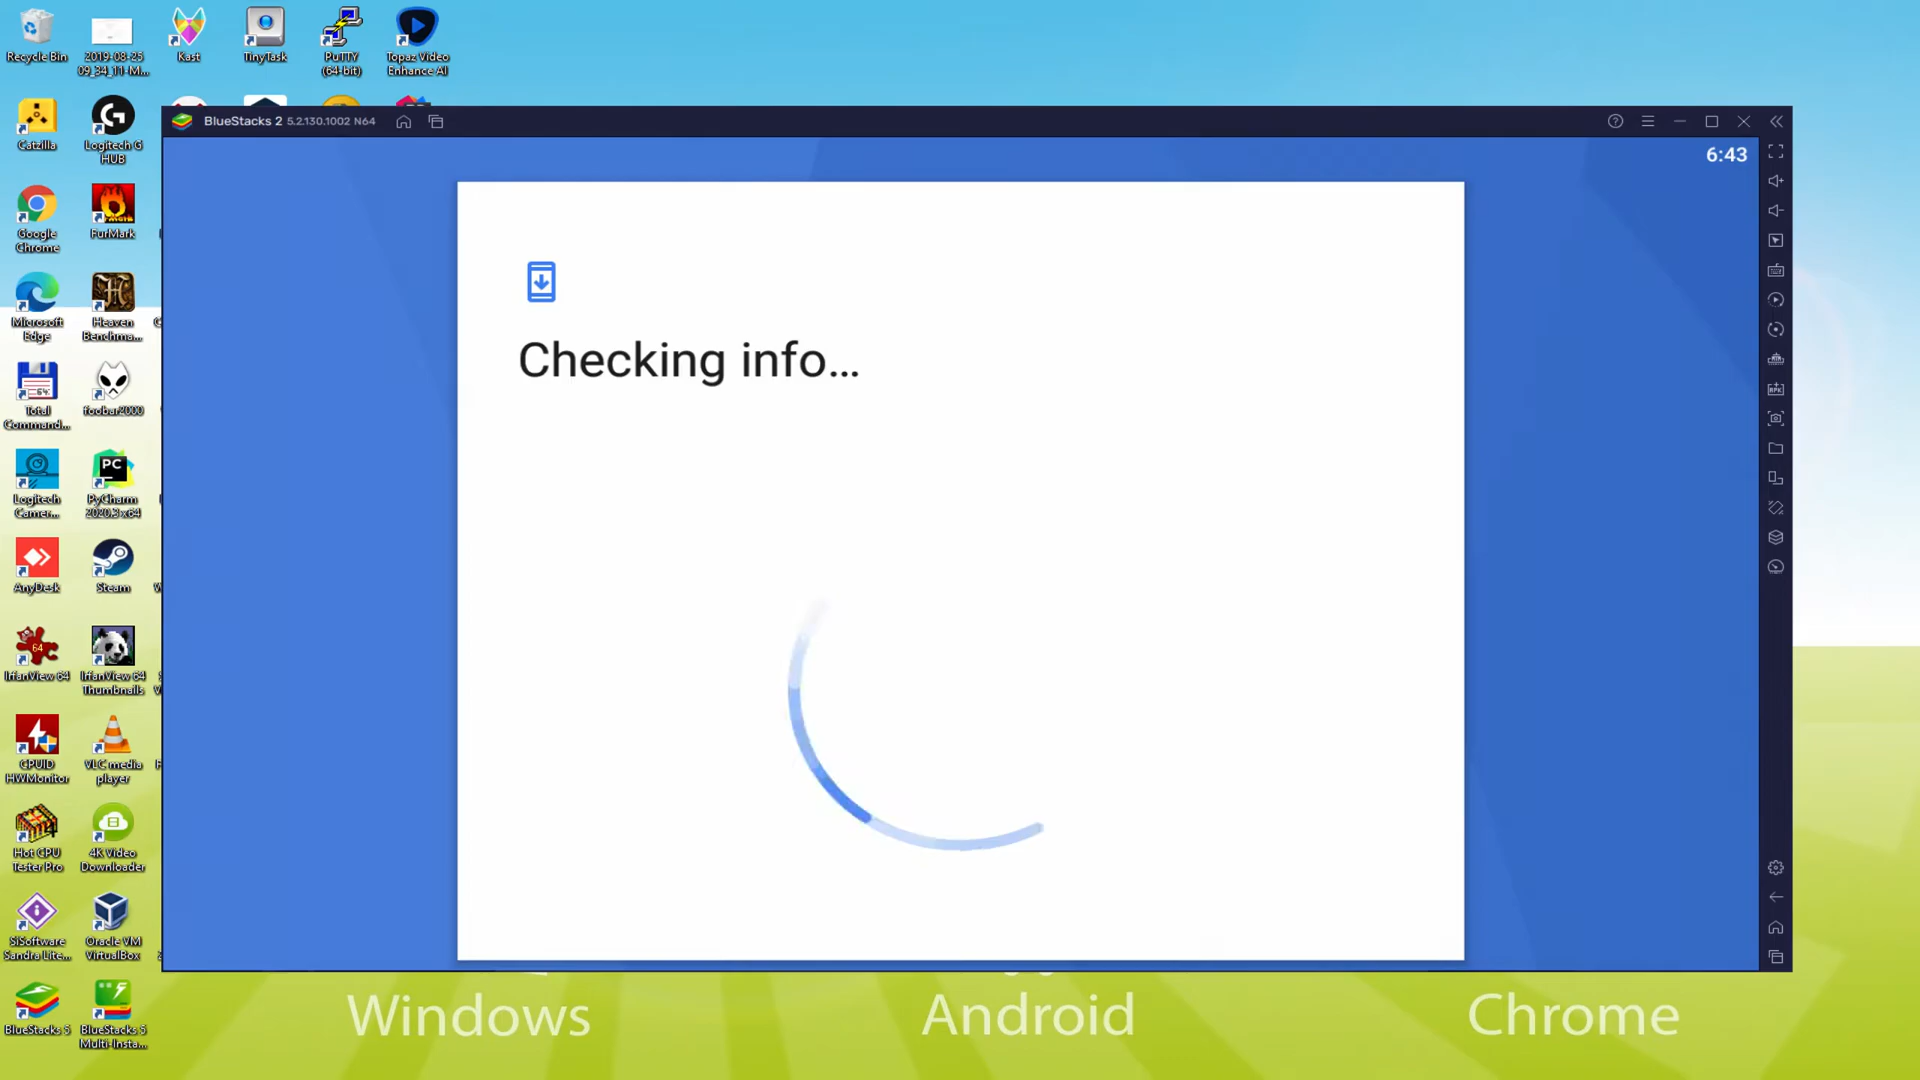 Recycle Bin
2019-08-25
09_34_11-M...
Kast
TinyTask
PuTTY
(64-bit)
Topaz Video
Enhance AI
Catzilla
Logitech G
HUB
Google
Chrome
FurMark
Microsoft
Edge
Heaven
Benchma...
64
Total
Command...
foobar2000
Logitech
Camer...
PC
PyCharm
2020.3 x64
AnyDesk
Steam
64
IrfanView 64
IrfanView 64
Thumbnails
CPUID
HWMonitor
VLC media
player
Hot CPU
Tester Pro
4K Video
Downloader
SiSoftware
Sandra Lite...
Oracle VM
VirtualBox
BlueStacks 5
BlueStacks 5
Multi-Insta...
BlueStacks 2 5.2.130.1002 N64
6:43
Checking info...
Windows
Android
Chrome